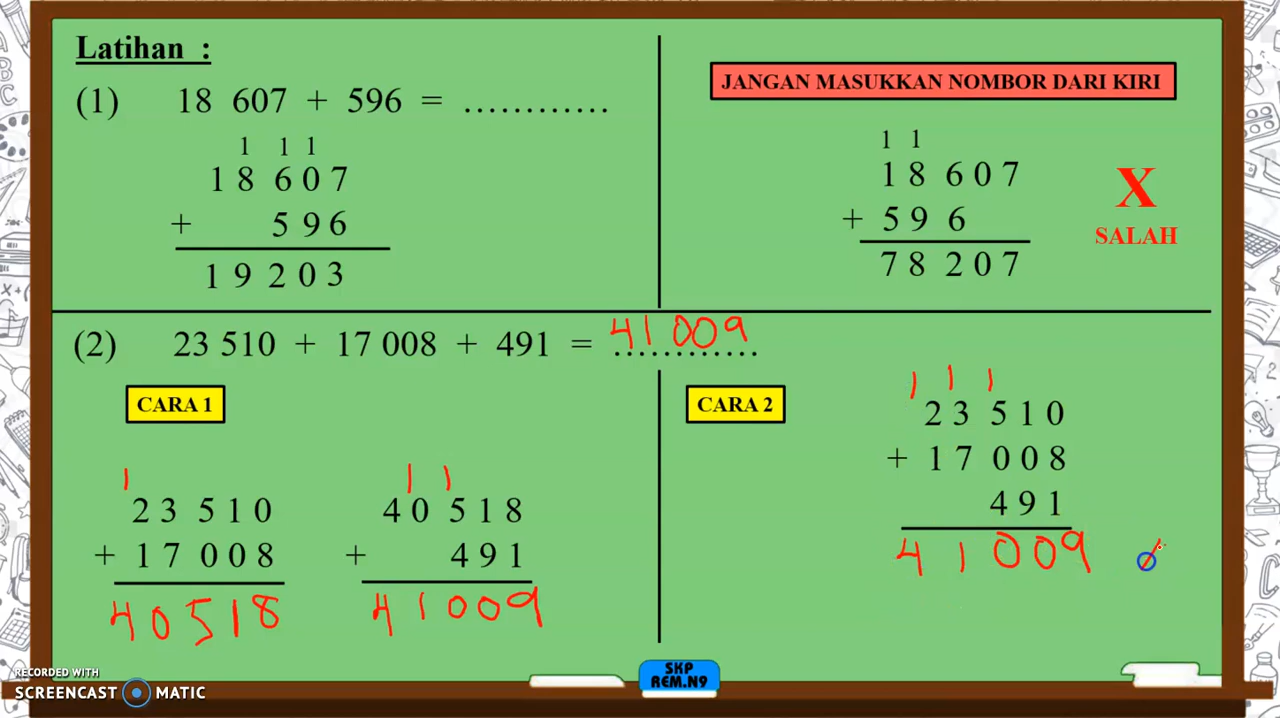 Latihan :
(1) 18 607 + 596 = …………
1 1 1
1 8 6 0 7
+ 5 9 6
1 9 2 0 3
JANGAN MASUKKAN NOMBOR DARI KIRI
1 1
1 8 6 0 7
+ 5 9 6
7 8 2 0 7
X
SALAH
(2) 23 510 + 17 008 + 491 = 41 009
CARA 1
1
2 3 5 1 0
+ 1 7 0 0 8
4 0 5 1 8
1 1
4 0 5 1 8
+ 4 9 1
4 1 0 0 9
CARA 2
1 1 1
2 3 5 1 0
+ 1 7 0 0 8
4 9 1
4 1 0 0 9
RECORDED WITH
SCREENCAST MATIC
SKP
REM.N9